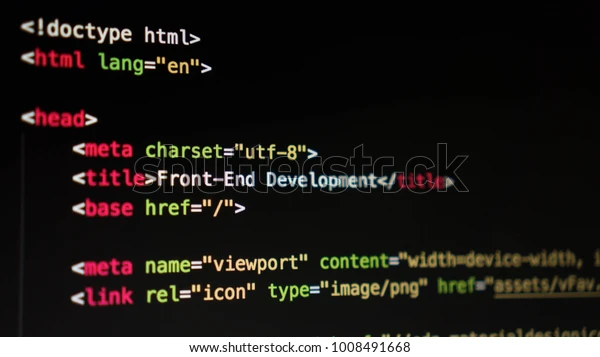 <!doctype html>
<html lang="en">
<head>
<meta charset="utf-8">
<title>Front-End Development</title>
<base href="/">
<meta name="viewport" content="width=device-width,
<link rel="icon" type="image/png" href="assets/vFav.
shutterstock
shutterstock.com · 1008491668